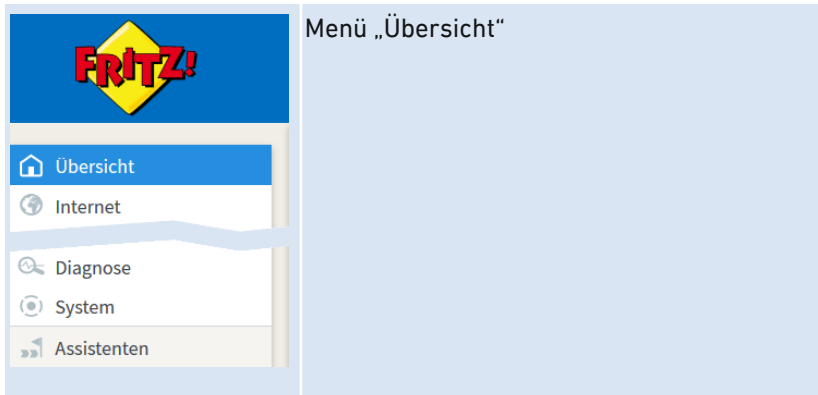 FRITZ!
Menü „Übersicht“
Übersicht
Internet
Diagnose
System
Assistenten